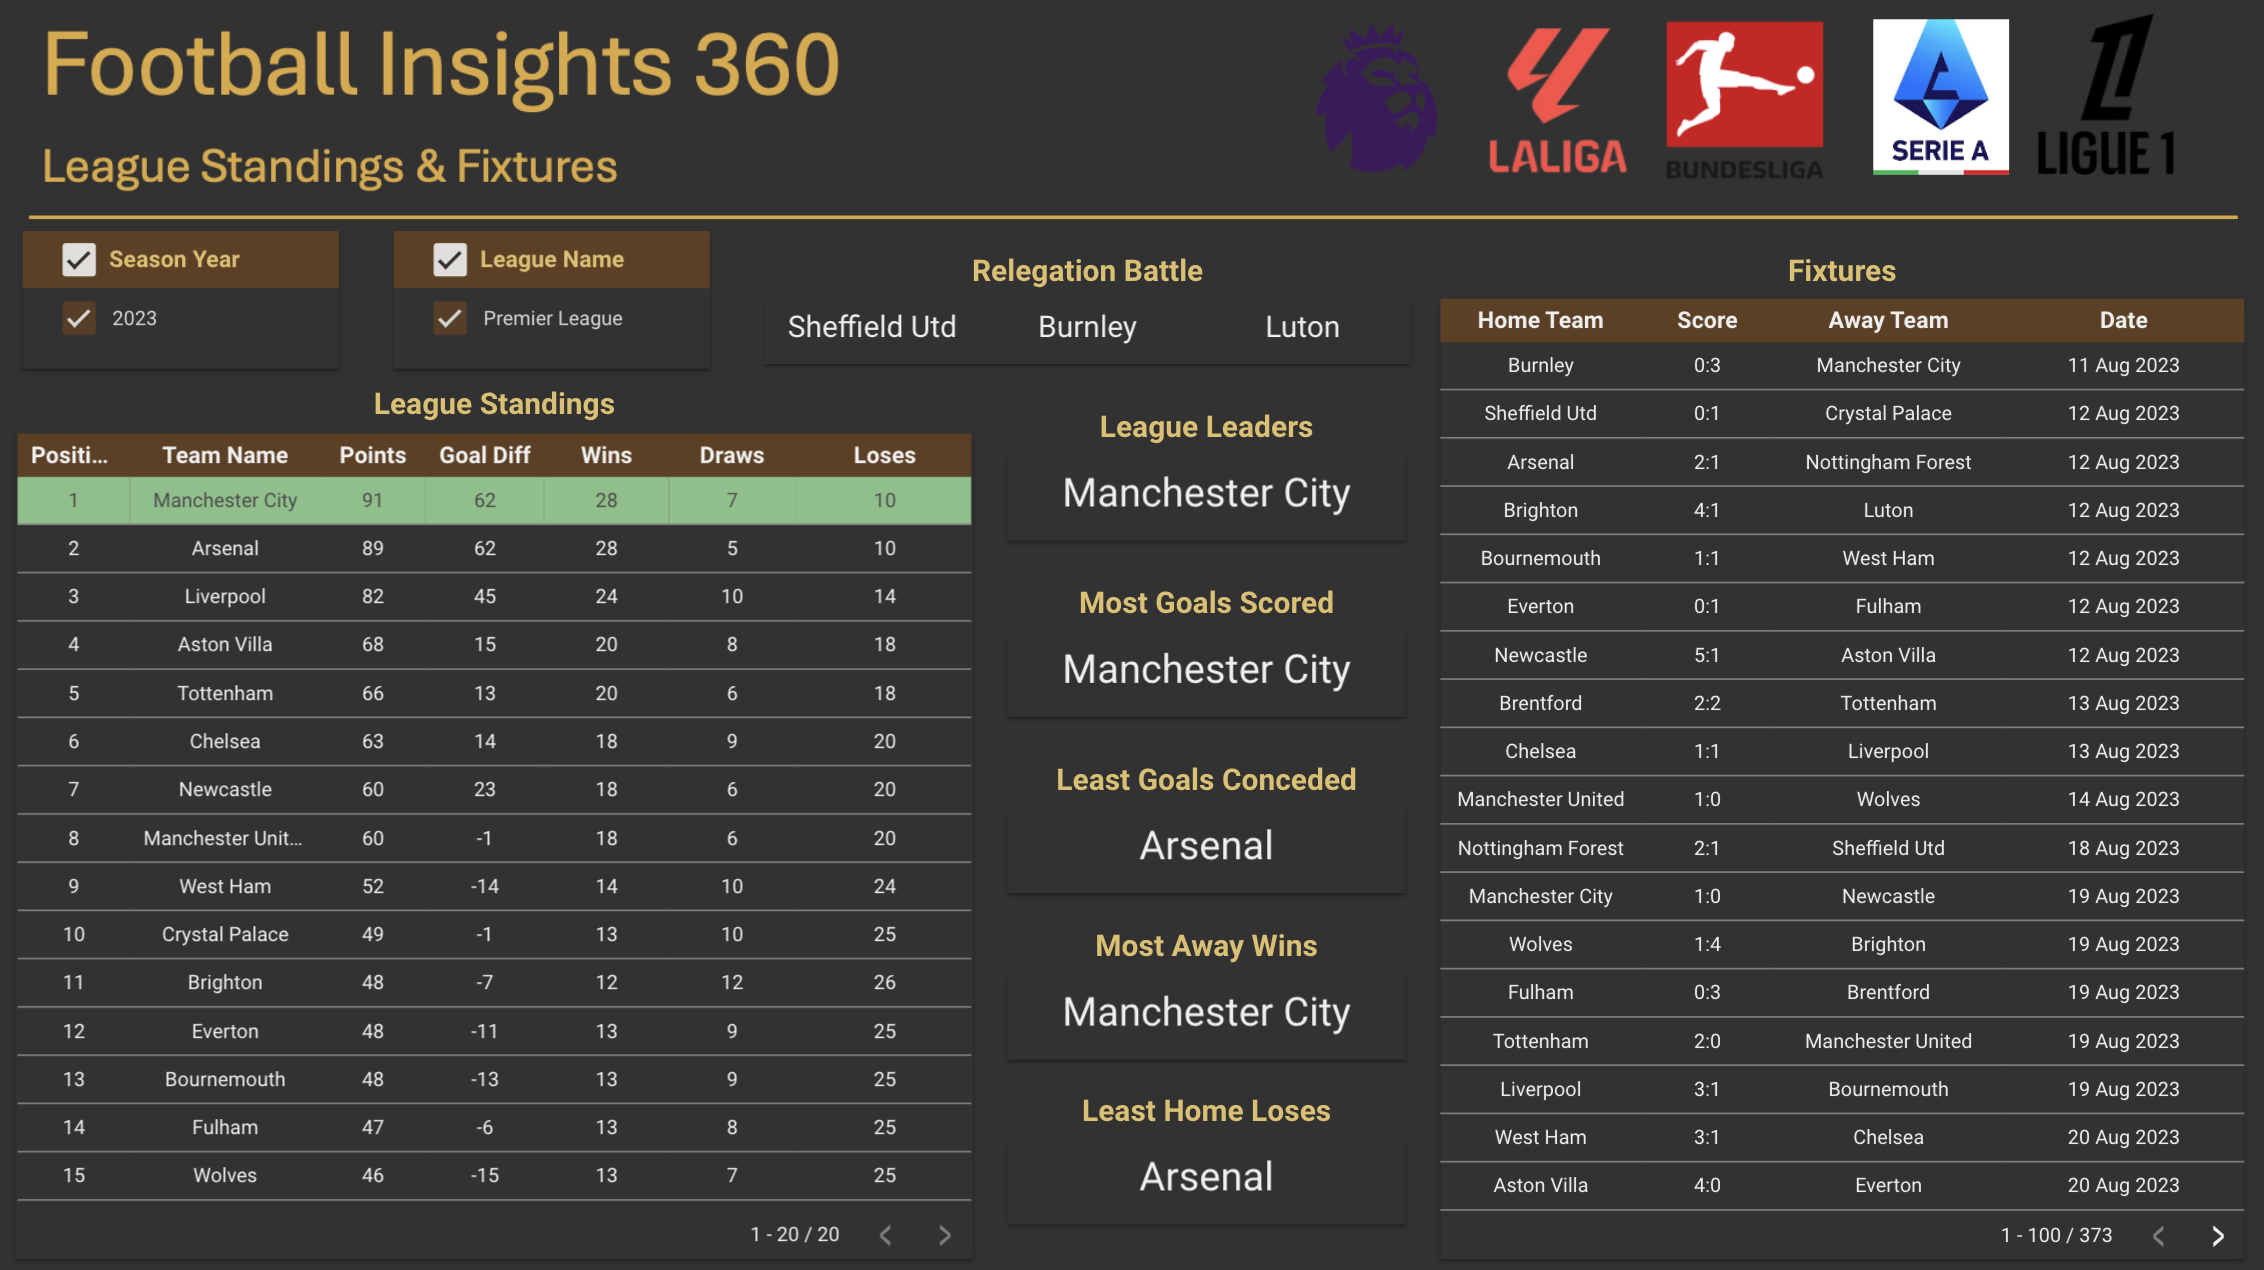 Football Insights 360
League Standings & Fixtures
LALIGA
BUNDESLIGA
SERIE A
LIGUE 1
Season Year
2023
League Name
Premier League
Relegation Battle
Sheffield Utd Burnley Luton
League Standings
Positi... Team Name Points Goal Diff Wins Draws Loses
1 Manchester City 91 62 28 7 10
2 Arsenal 89 62 28 5 10
3 Liverpool 82 45 24 10 14
4 Aston Villa 68 15 20 8 18
5 Tottenham 66 13 20 6 18
6 Chelsea 63 14 18 9 20
7 Newcastle 60 23 18 6 20
8 Manchester Unit... 60 -1 18 6 20
9 West Ham 52 -14 14 10 24
10 Crystal Palace 49 -1 13 10 25
11 Brighton 48 -7 12 12 26
12 Everton 48 -11 13 9 25
13 Bournemouth 48 -13 13 9 25
14 Fulham 47 -6 13 8 25
15 Wolves 46 -15 13 7 25
1 - 20 / 20
League Leaders
Manchester City
Most Goals Scored
Manchester City
Least Goals Conceded
Arsenal
Most Away Wins
Manchester City
Least Home Loses
Arsenal
Fixtures
Home Team Score Away Team Date
Burnley 0:3 Manchester City 11 Aug 2023
Sheffield Utd 0:1 Crystal Palace 12 Aug 2023
Arsenal 2:1 Nottingham Forest 12 Aug 2023
Brighton 4:1 Luton 12 Aug 2023
Bournemouth 1:1 West Ham 12 Aug 2023
Everton 0:1 Fulham 12 Aug 2023
Newcastle 5:1 Aston Villa 12 Aug 2023
Brentford 2:2 Tottenham 13 Aug 2023
Chelsea 1:1 Liverpool 13 Aug 2023
Manchester United 1:0 Wolves 14 Aug 2023
Nottingham Forest 2:1 Sheffield Utd 18 Aug 2023
Manchester City 1:0 Newcastle 19 Aug 2023
Wolves 1:4 Brighton 19 Aug 2023
Fulham 0:3 Brentford 19 Aug 2023
Tottenham 2:0 Manchester United 19 Aug 2023
Liverpool 3:1 Bournemouth 19 Aug 2023
West Ham 3:1 Chelsea 20 Aug 2023
Aston Villa 4:0 Everton 20 Aug 2023
1 - 100 / 373